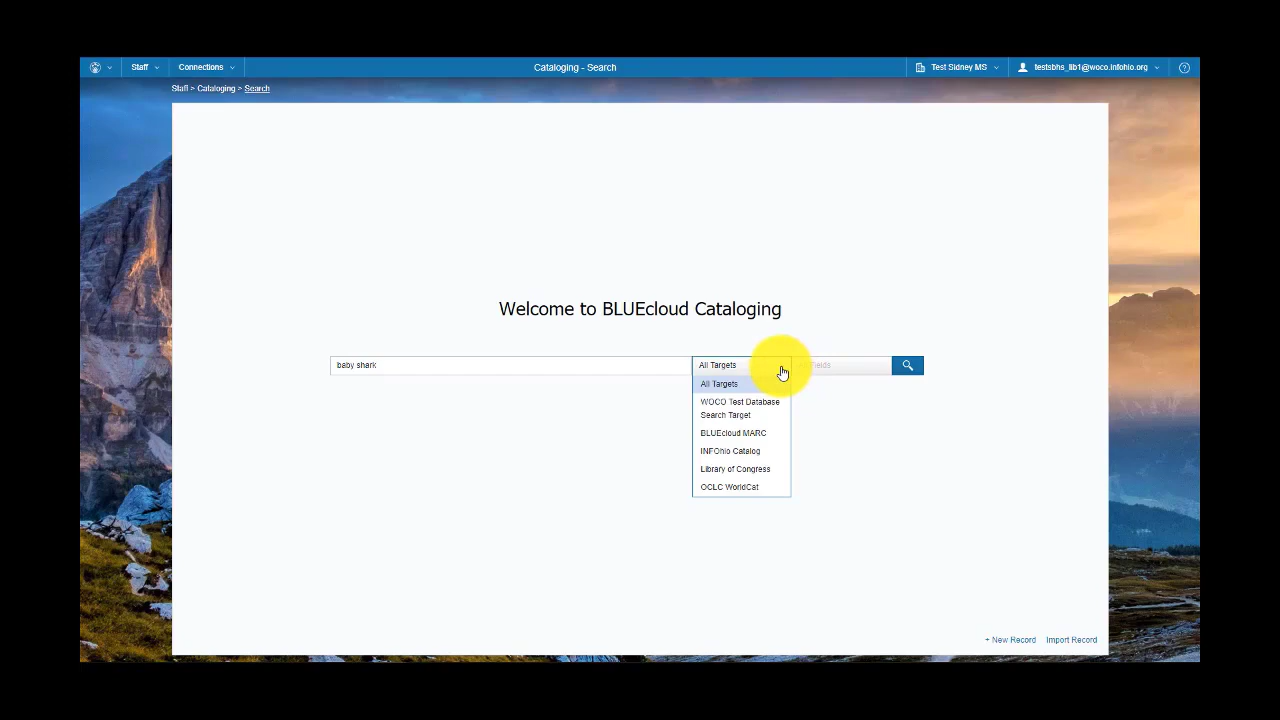 Staff
Connections
Cataloging - Search
Test Sidney MS
testsbhs_lib1@woco.infohio.org
?
Staff > Cataloging > Search
Welcome to BLUEcloud Cataloging
baby shark
All Targets
Fields
All Targets
WOCO Test Database
Search Target
BLUEcloud MARC
INFOhio Catalog
Library of Congress
OCLC WorldCat
+ New Record
Import Record